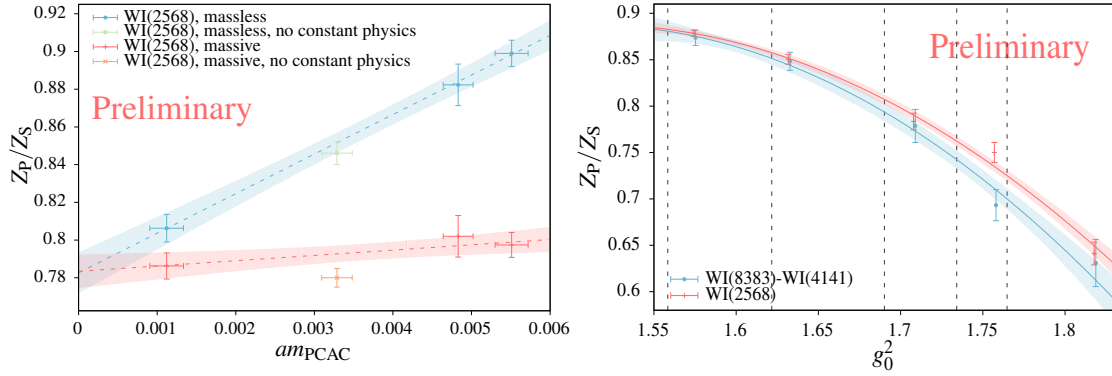 WI(2568), massless
WI(2568), massless, no constant physics
WI(2568), massive
WI(2568), massive, no constant physics
Preliminary
Z_P/Z_S
0.92
0.9
0.88
0.86
0.84
0.82
0.8
0.78
0 0.001 0.002 0.003 0.004 0.005 0.006
am_PCAC
Preliminary
Z_P/Z_S
0.9
0.85
0.8
0.75
0.7
0.65
0.6
WI(8383)-WI(4141)
WI(2568)
1.55 1.6 1.65 1.7 1.75 1.8
g_0^2